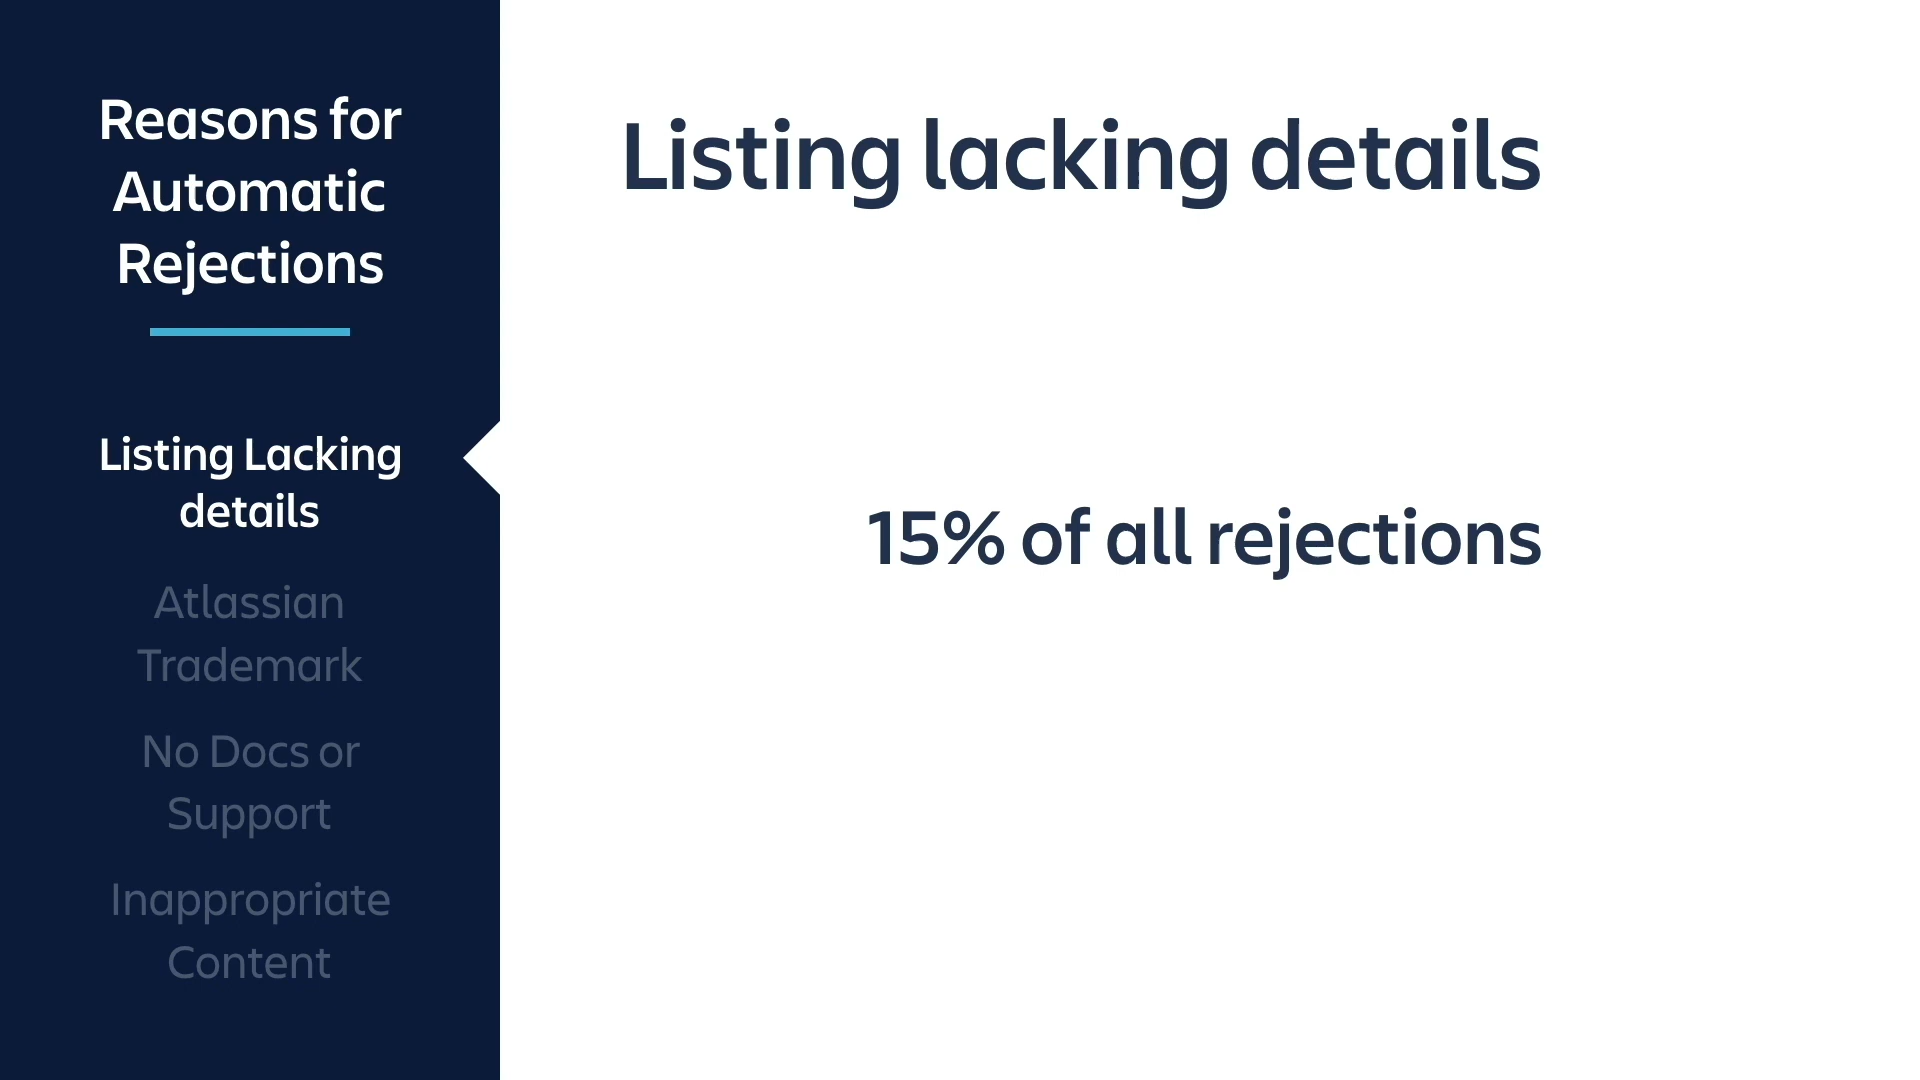 Reasons for
Automatic
Rejections
Listing Lacking
details
Atlassian
Trademark
No Docs or
Support
Inappropriate
Content
Listing lacking details
15% of all rejections